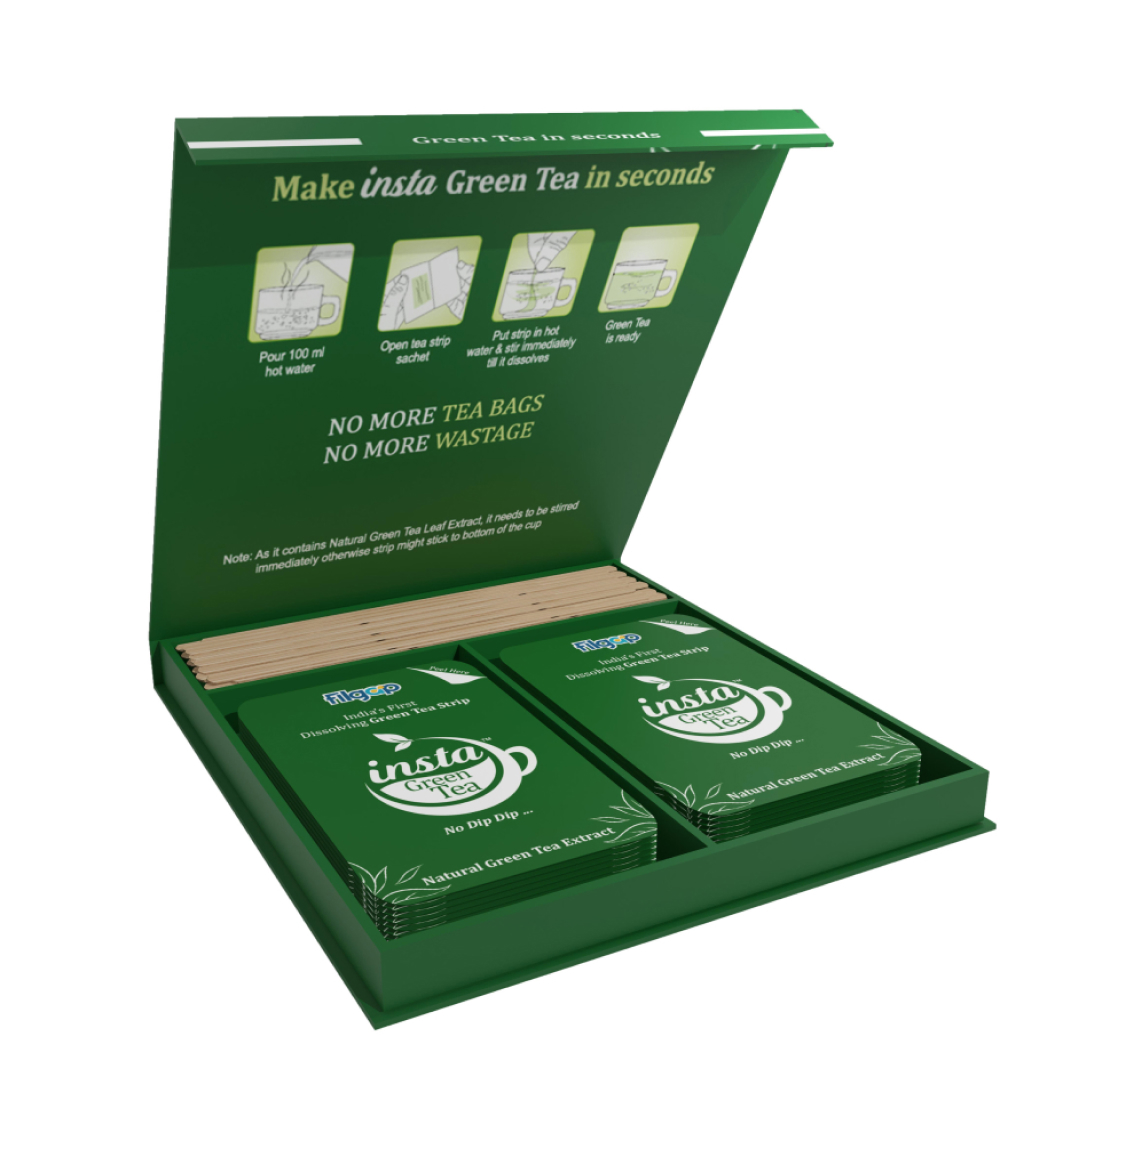 Green Tea in seconds
Make insta Green Tea in seconds
Pour 100 ml
hot water
Open tea strip
sachet
Put strip in hot
water & stir immediately
till it dissolves
Green Tea
is ready
NO MORE TEA BAGS
NO MORE WASTAGE
Note: As it contains Natural Green Tea Leaf Extract, it needs to be stirred
immediately otherwise strip might stick to bottom of the cup
Peel Here
filgap
India's First
Dissolving Green Tea Strip
insta™
Green
Tea
No Dip Dip ...
Natural Green Tea Extract
Peel Here
filgap
India's First
Dissolving Green Tea Strip
insta™
Green
Tea
No Dip Dip ...
Natural Green Tea Extract